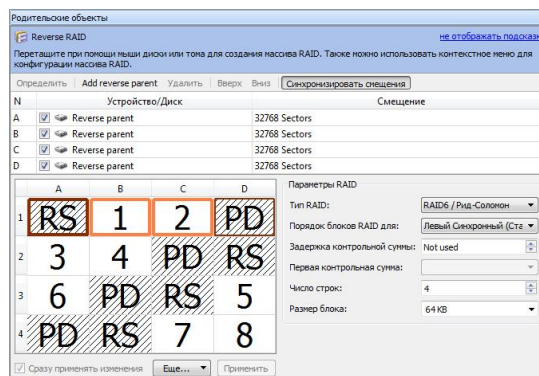 Родительские объекты
Reverse RAID
не отображать подсказ
Перетащите при помощи мыши диски или тома для создания массива RAID. Также можно использовать контекстное меню для
конфигурации массива RAID.
Определить Add reverse parent Удалить Вверх Вниз Синхронизировать смещения
N Устройство/Диск Смещение
A Reverse parent 32768 Sectors
B Reverse parent 32768 Sectors
C Reverse parent 32768 Sectors
D Reverse parent 32768 Sectors
A B C D
1 RS 1 2 PD
2 3 4 PD RS
3 6 PD RS 5
4 PD RS 7 8
Параметры RAID
Тип RAID: RAID6 / Рид-Соломон
Порядок блоков RAID для: Левый Синхронный (Ста
Задержка контрольной суммы: Not used
Первая контрольная сумма:
Число строк: 4
Размер блока: 64 KB
Сразу применять изменения Еще... Применить